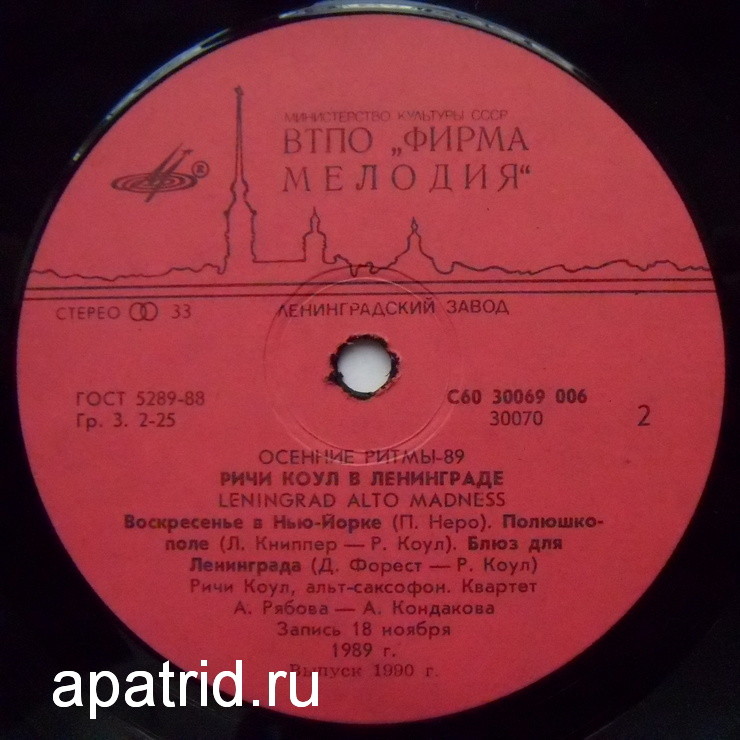 МИНИСТЕРСТВО КУЛЬТУРЫ СССР
ВТПО „ФИРМА
МЕЛОДИЯ“
®
СТЕРЕО 33
ЛЕНИНГРАДСКИЙ ЗАВОД
ГОСТ 5289-88
Гр. 3. 2-25
С60 30069 006
30070
2
ОСЕННИЕ РИТМЫ-89
РИЧИ КОУЛ В ЛЕНИНГРАДЕ
LENINGRAD ALTO MADNESS
Воскресенье в Нью-Йорке (П. Неро). Полюшко-
поле (Л. Книппер — Р. Коул). Блюз для
Ленинграда (Д. Форест — Р. Коул)
Ричи Коул, альт-саксофон. Квартет
А. Рябова — А. Кондакова
Запись 18 ноября
1989 г.
Выпуск 1990 г.
apatrid.ru